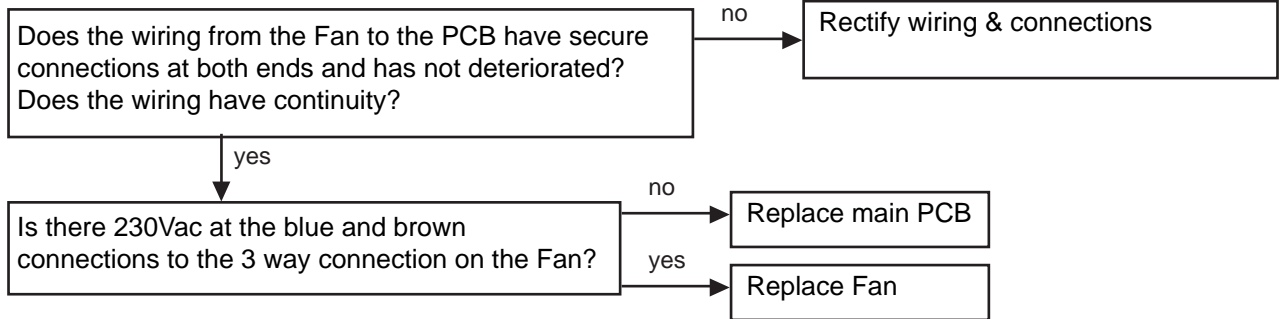 Does the wiring from the Fan to the PCB have secure
connections at both ends and has not deteriorated?
Does the wiring have continuity?
no
Rectify wiring & connections
yes
Is there 230Vac at the blue and brown
connections to the 3 way connection on the Fan?
no
Replace main PCB
yes
Replace Fan